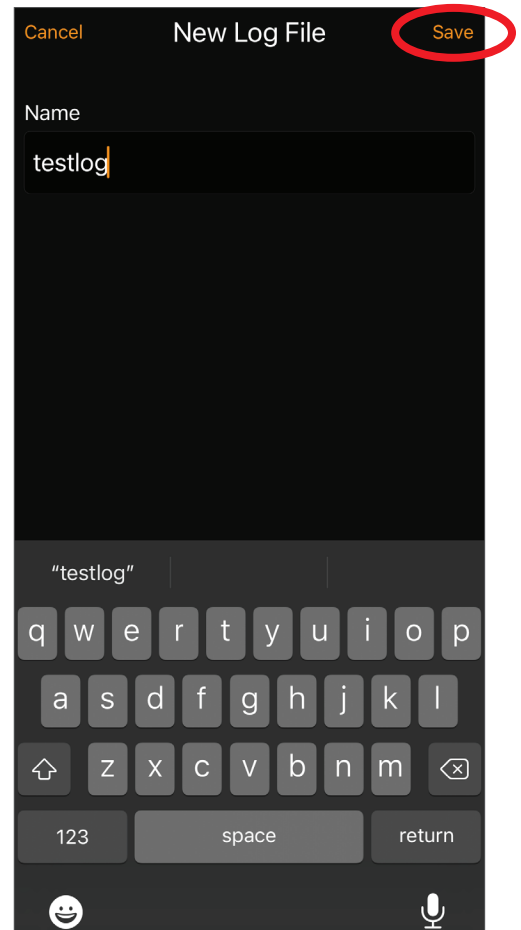 Cancel New Log File Save
Name
testlog
“testlog”
q w e r t y u i o p
a s d f g h j k l
z x c v b n m
123 space return